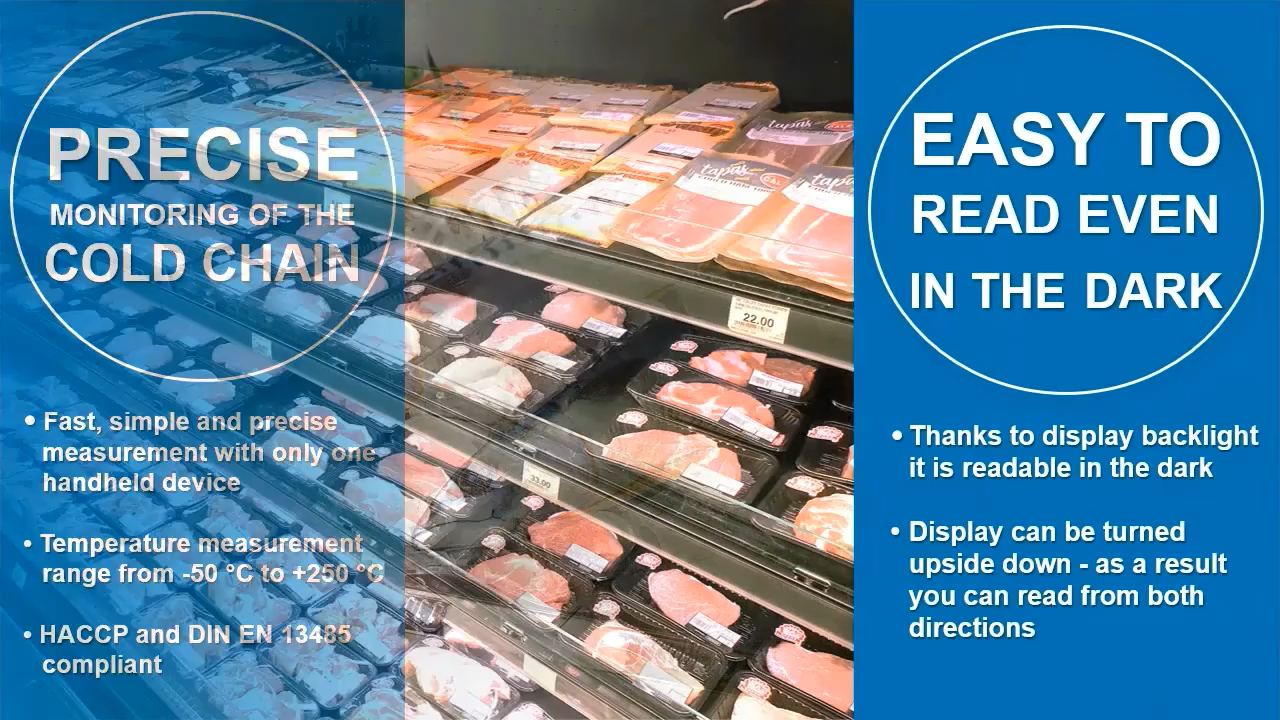 PRECISE
MONITORING OF THE
COLD CHAIN
• Fast, simple and precise
measurement with only one
handheld device
• Temperature measurement
range from -50 °C to +250 °C
• HACCP and DIN EN 13485
compliant
tapak
tapak
22.00
33.00
EASY TO
READ EVEN
IN THE DARK
• Thanks to display backlight
it is readable in the dark
• Display can be turned
upside down - as a result
you can read from both
directions